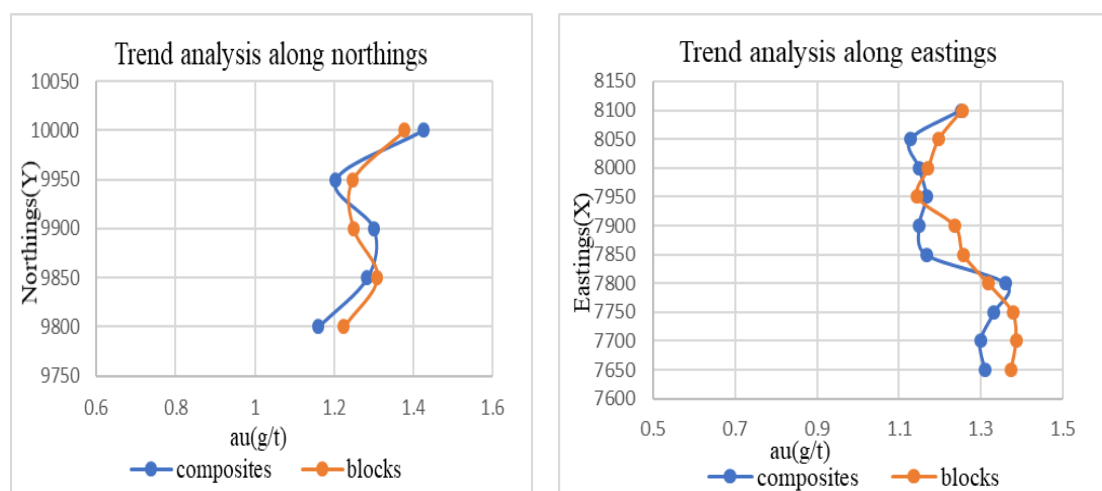 Trend analysis along northings
Northings(Y)
10050
10000
9950
9900
9850
9800
9750
0.6 0.8 1 1.2 1.4 1.6
au(g/t)
composites blocks
Trend analysis along eastings
Eastings(X)
8150
8100
8050
8000
7950
7900
7850
7800
7750
7700
7650
7600
0.5 0.7 0.9 1.1 1.3 1.5
au(g/t)
composites blocks